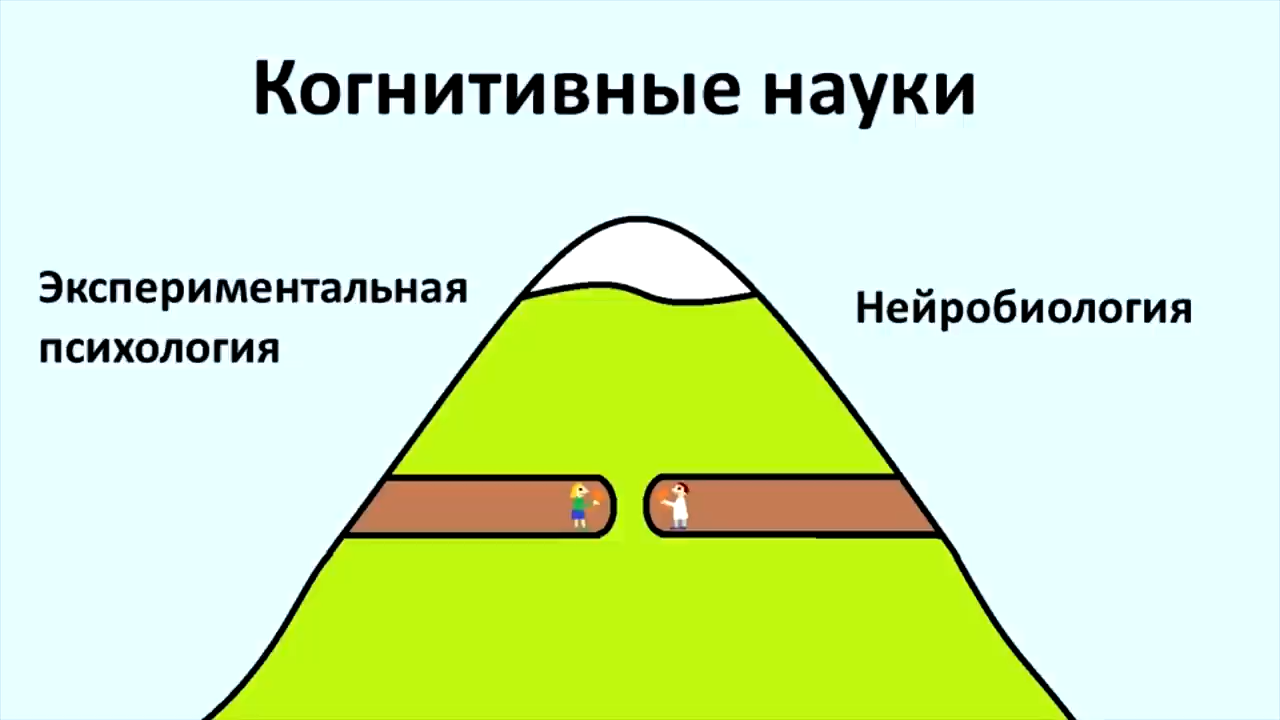 Когнитивные науки
Экспериментальная
психология
Нейробиология